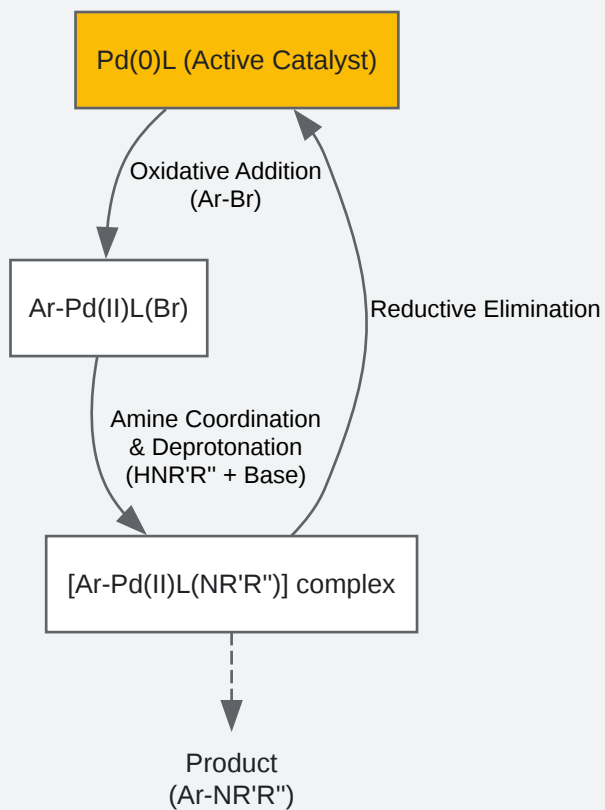 Pd(0)L (Active Catalyst)
Oxidative Addition
(Ar-Br)
Ar-Pd(II)L(Br)
Reductive Elimination
Amine Coordination
& Deprotonation
(HNR'R" + Base)
[Ar-Pd(II)L(NR'R")] complex
Product
(Ar-NR'R")